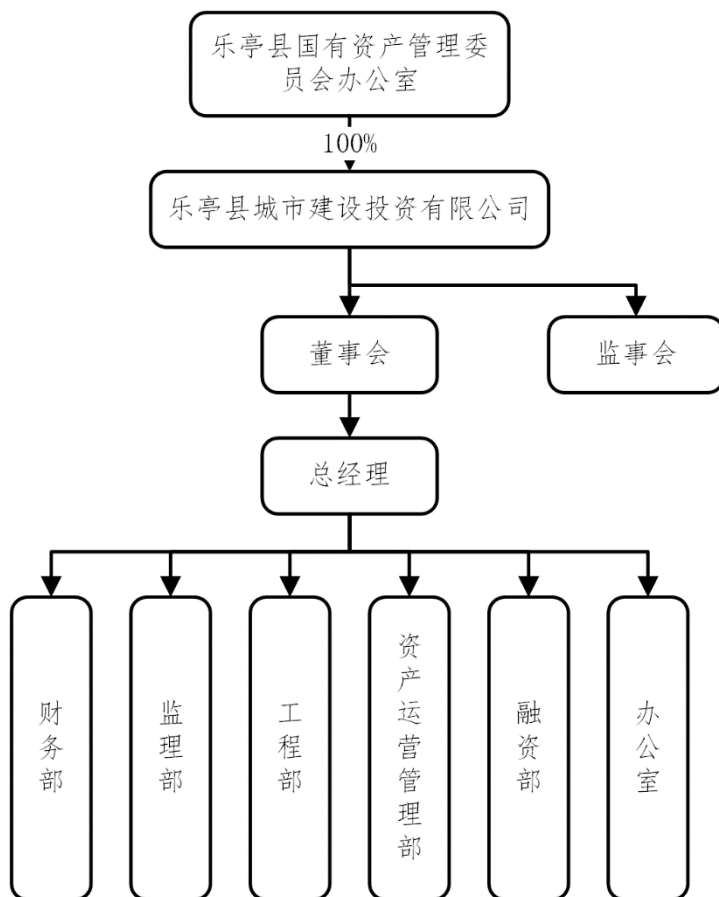 乐亭县国有资产管理委
员会办公室
100%
乐亭县城市建设投资有限公司
董事会
监事会
总经理
财务部
监理部
工程部
资产运营管理部
融资部
办公室